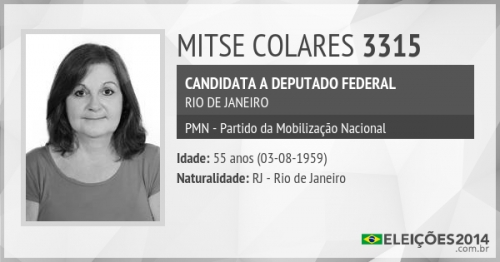 MITSE COLARES 3315
CANDIDATA A DEPUTADO FEDERAL
RIO DE JANEIRO
PMN - Partido da Mobilização Nacional
Idade: 55 anos (03-08-1959)
Naturalidade: RJ - Rio de Janeiro
ELEIÇÕES2014
.com.br